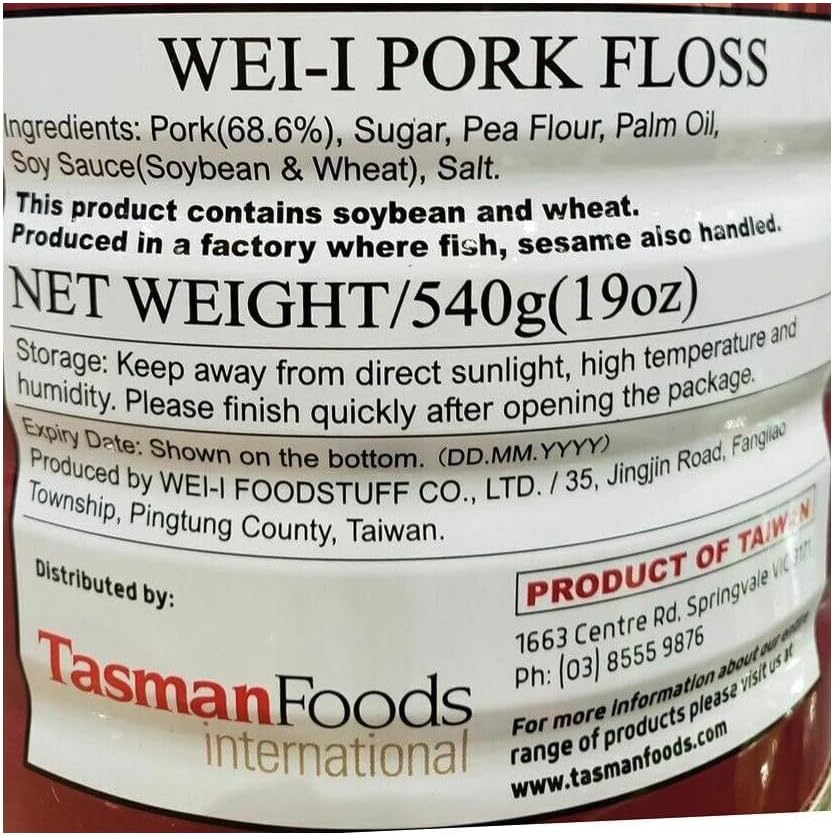 WEI-I PORK FLOSS
Ingredients: Pork(68.6%), Sugar, Pea Flour, Palm Oil,
Soy Sauce(Soybean & Wheat), Salt.
This product contains soybean and wheat.
Produced in a factory where fish, sesame also handled.
NET WEIGHT/540g(19oz)
Storage: Keep away from direct sunlight, high temperature and
humidity. Please finish quickly after opening the package.
Expiry Date: Shown on the bottom. (DD.MM.YYYY)
Produced by WEI-I FOODSTUFF CO., LTD. / 35, Jingjin Road, Fangliao
Township, Pingtung County, Taiwan.
Distributed by:
TasmanFoods
international
PRODUCT OF TAIWAN
1663 Centre Rd, Springvale VIC 3171
Ph: (03) 8555 9876
For more information about our entire
range of products please visit us at
www.tasmanfoods.com